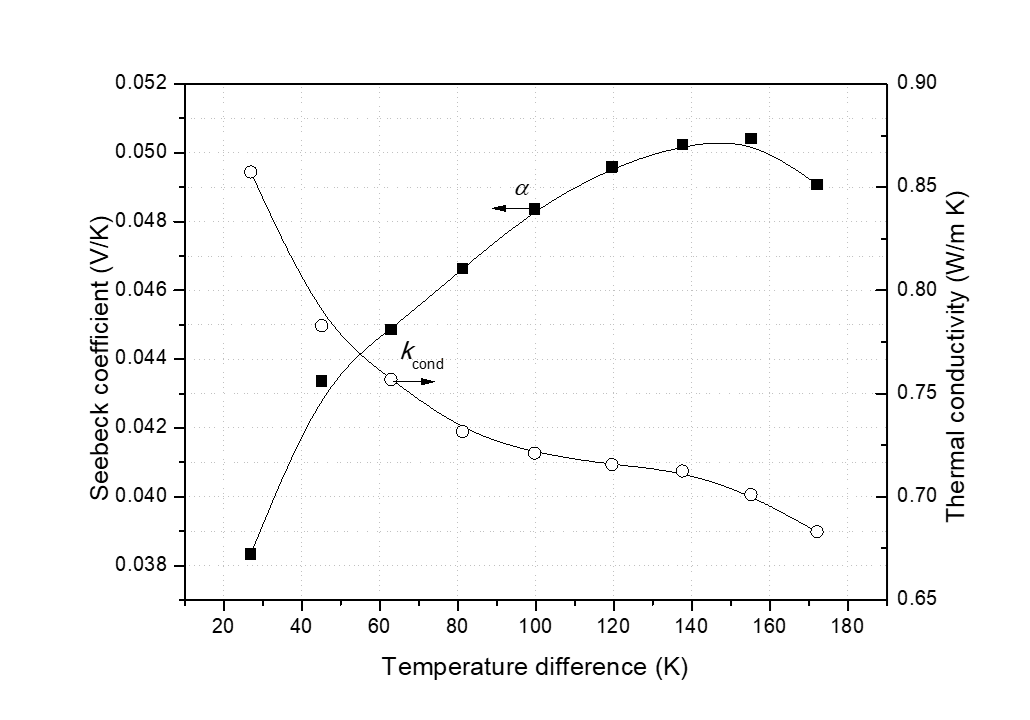 0.052
0.050
0.048
0.046
0.044
0.042
0.040
0.038
Seebeck coefficient (V/K)
α
k cond
0.90
0.85
0.80
0.75
0.70
0.65
Thermal conductivity (W/m K)
20 40 60 80 100 120 140 160 180
Temperature difference (K)